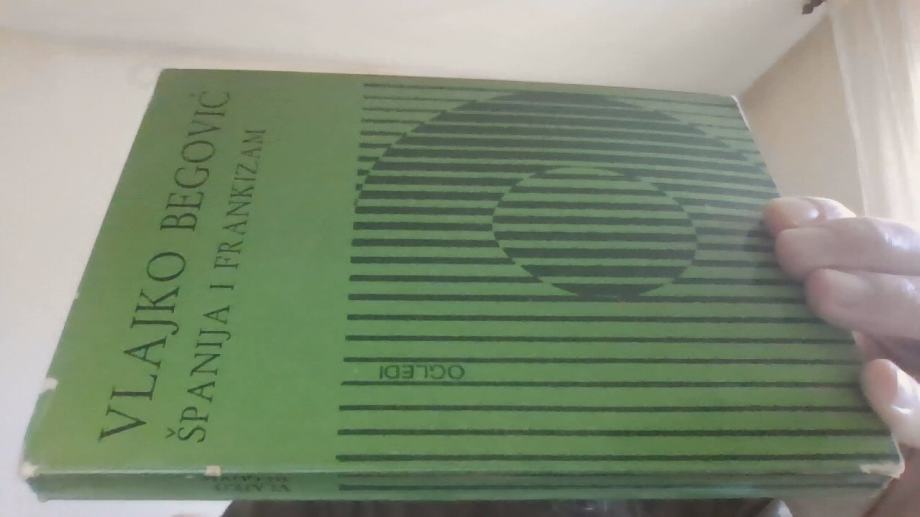 VLAJKO BEGOVIĆ
ŠPANIJA I FRANKIZAM
OGLEDI